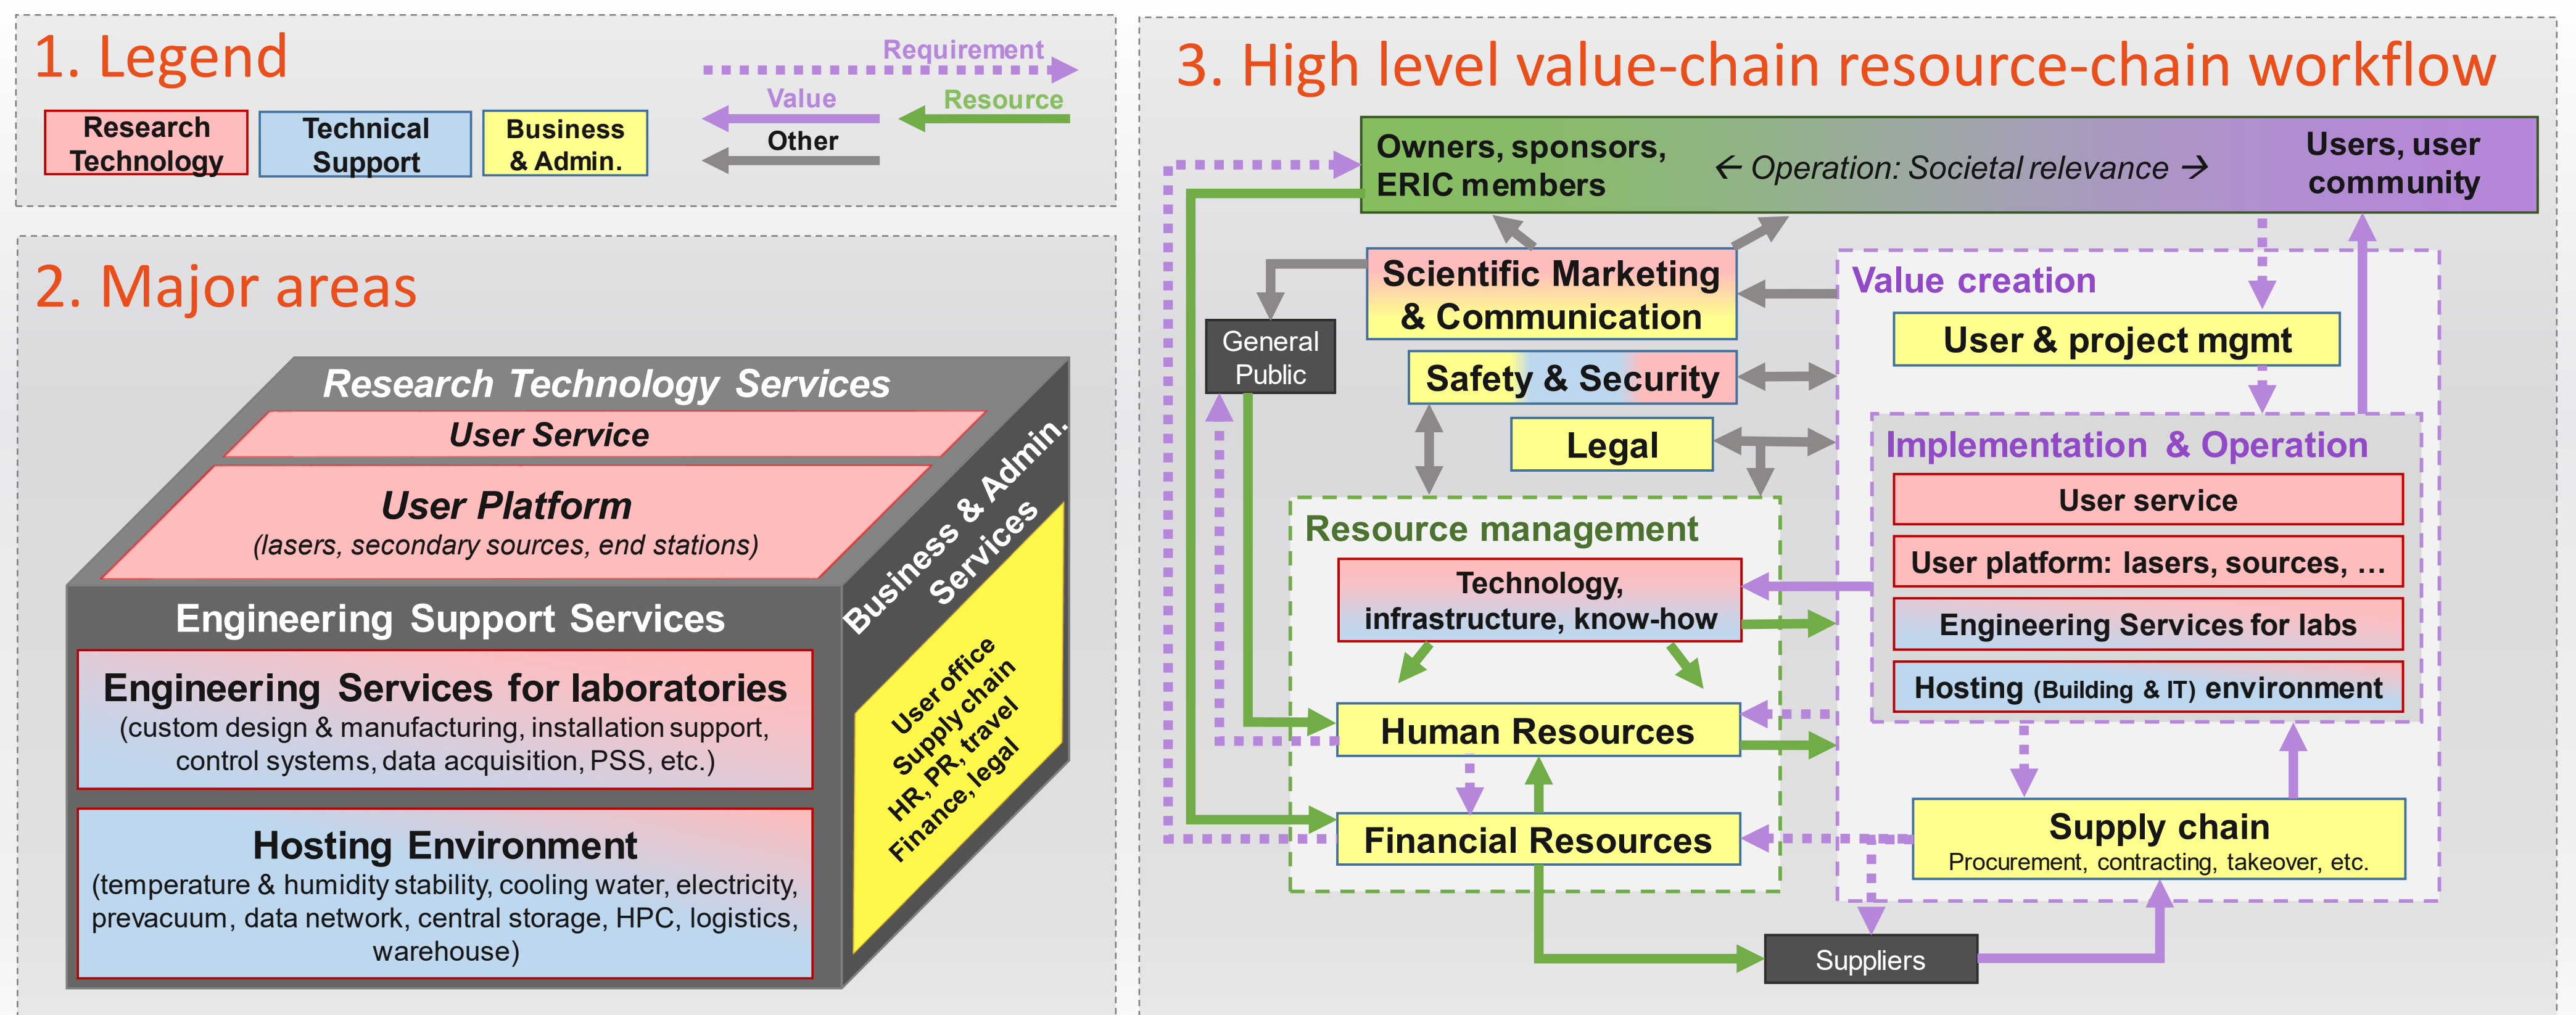 1. Legend
Requirement
Value
Resource
Other
Research
Technology
Technical
Support
Business
& Admin.
2. Major areas
Research Technology Services
User Service
User Platform
(lasers, secondary sources, end stations)
Business & Admin.
Services
User office
Supply chain
HR, PR, travel
Finance, legal
Engineering Support Services
Engineering Services for laboratories
(custom design & manufacturing, installation support,
control systems, data acquisition, PSS, etc.)
Hosting Environment
(temperature & humidity stability, cooling water, electricity,
prevacuum, data network, central storage, HPC, logistics,
warehouse)
3. High level value-chain resource-chain workflow
Owners, sponsors,
ERIC members
← Operation: Societal relevance →
Users, user
community
Scientific Marketing
& Communication
General
Public
Safety & Security
Legal
Value creation
User & project mgmt
Implementation & Operation
User service
User platform: lasers, sources, …
Engineering Services for labs
Hosting (Building & IT) environment
Resource management
Technology,
infrastructure, know-how
Human Resources
Financial Resources
Supply chain
Procurement, contracting, takeover, etc.
Suppliers